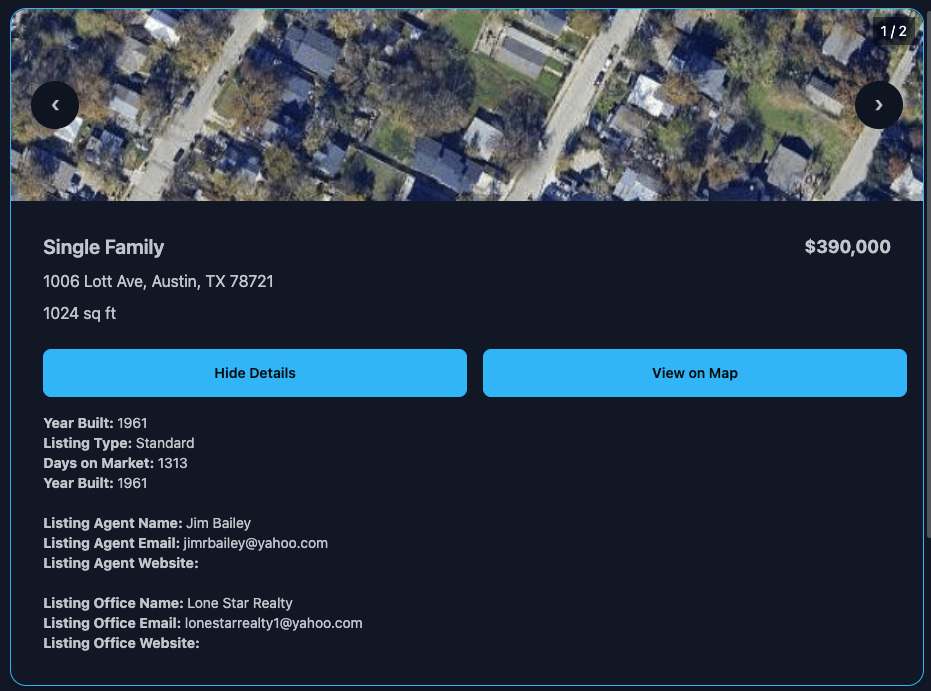 1 / 2
‹ ›
Single Family $390,000
1006 Lott Ave, Austin, TX 78721
1024 sq ft
Hide Details View on Map
Year Built: 1961
Listing Type: Standard
Days on Market: 1313
Year Built: 1961
Listing Agent Name: Jim Bailey
Listing Agent Email: jimrbailey@yahoo.com
Listing Agent Website:
Listing Office Name: Lone Star Realty
Listing Office Email: lonestarrealty1@yahoo.com
Listing Office Website: